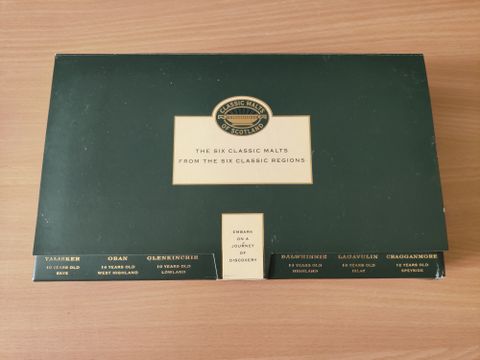 CLASSIC MALTS
OF SCOTLAND
THE SIX CLASSIC MALTS
FROM THE SIX CLASSIC REGIONS
EMBARK
ON A
JOURNEY
OF
DISCOVERY
TALISKER
10 YEARS OLD
SKYE
OBAN
14 YEARS OLD
WEST HIGHLAND
GLENKINCHIE
10 YEARS OLD
LOWLAND
DALWHINNIE
15 YEARS OLD
HIGHLAND
LAGAVULIN
16 YEARS OLD
ISLAY
CRAGGANMORE
12 YEARS OLD
SPEYSIDE